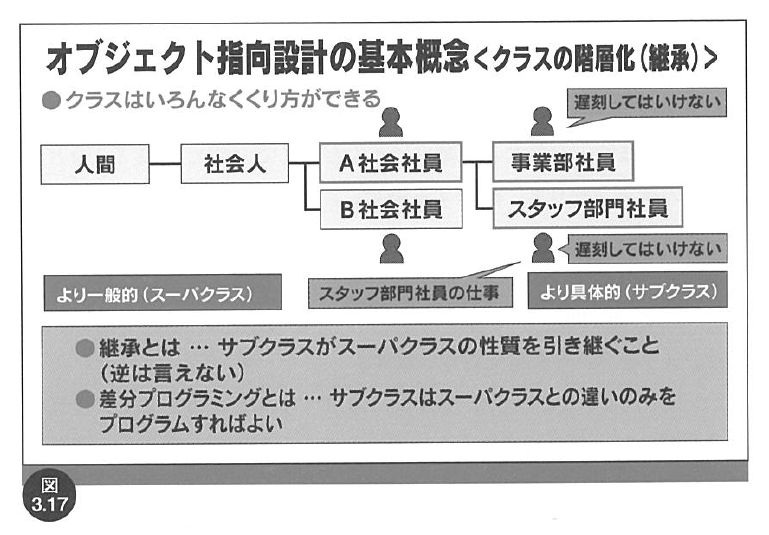 オブジェクト指向設計の基本概念<クラスの階層化(継承)>
●クラスはいろんなくくり方ができる
遅刻してはいけない
人間
社会人
A社会社員
事業部社員
B社会社員
スタッフ部門社員
遅刻してはいけない
より一般的(スーパクラス)
スタッフ部門社員の仕事
より具体的(サブクラス)
●継承とは … サブクラスがスーパクラスの性質を引き継ぐこと
(逆は言えない)
●差分プログラミングとは … サブクラスはスーパクラスとの違いのみを
プログラムすればよい
図
3.17